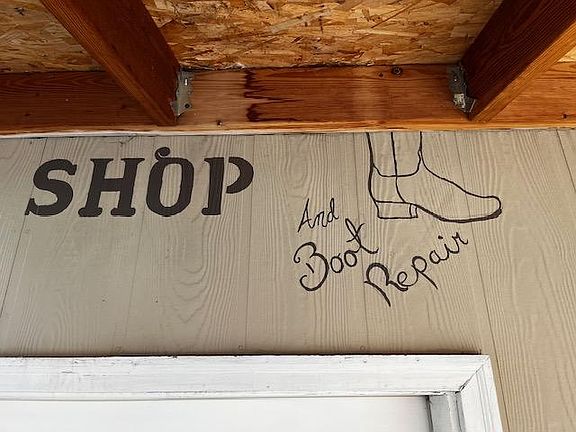 SHOP
And
Boot
Repair